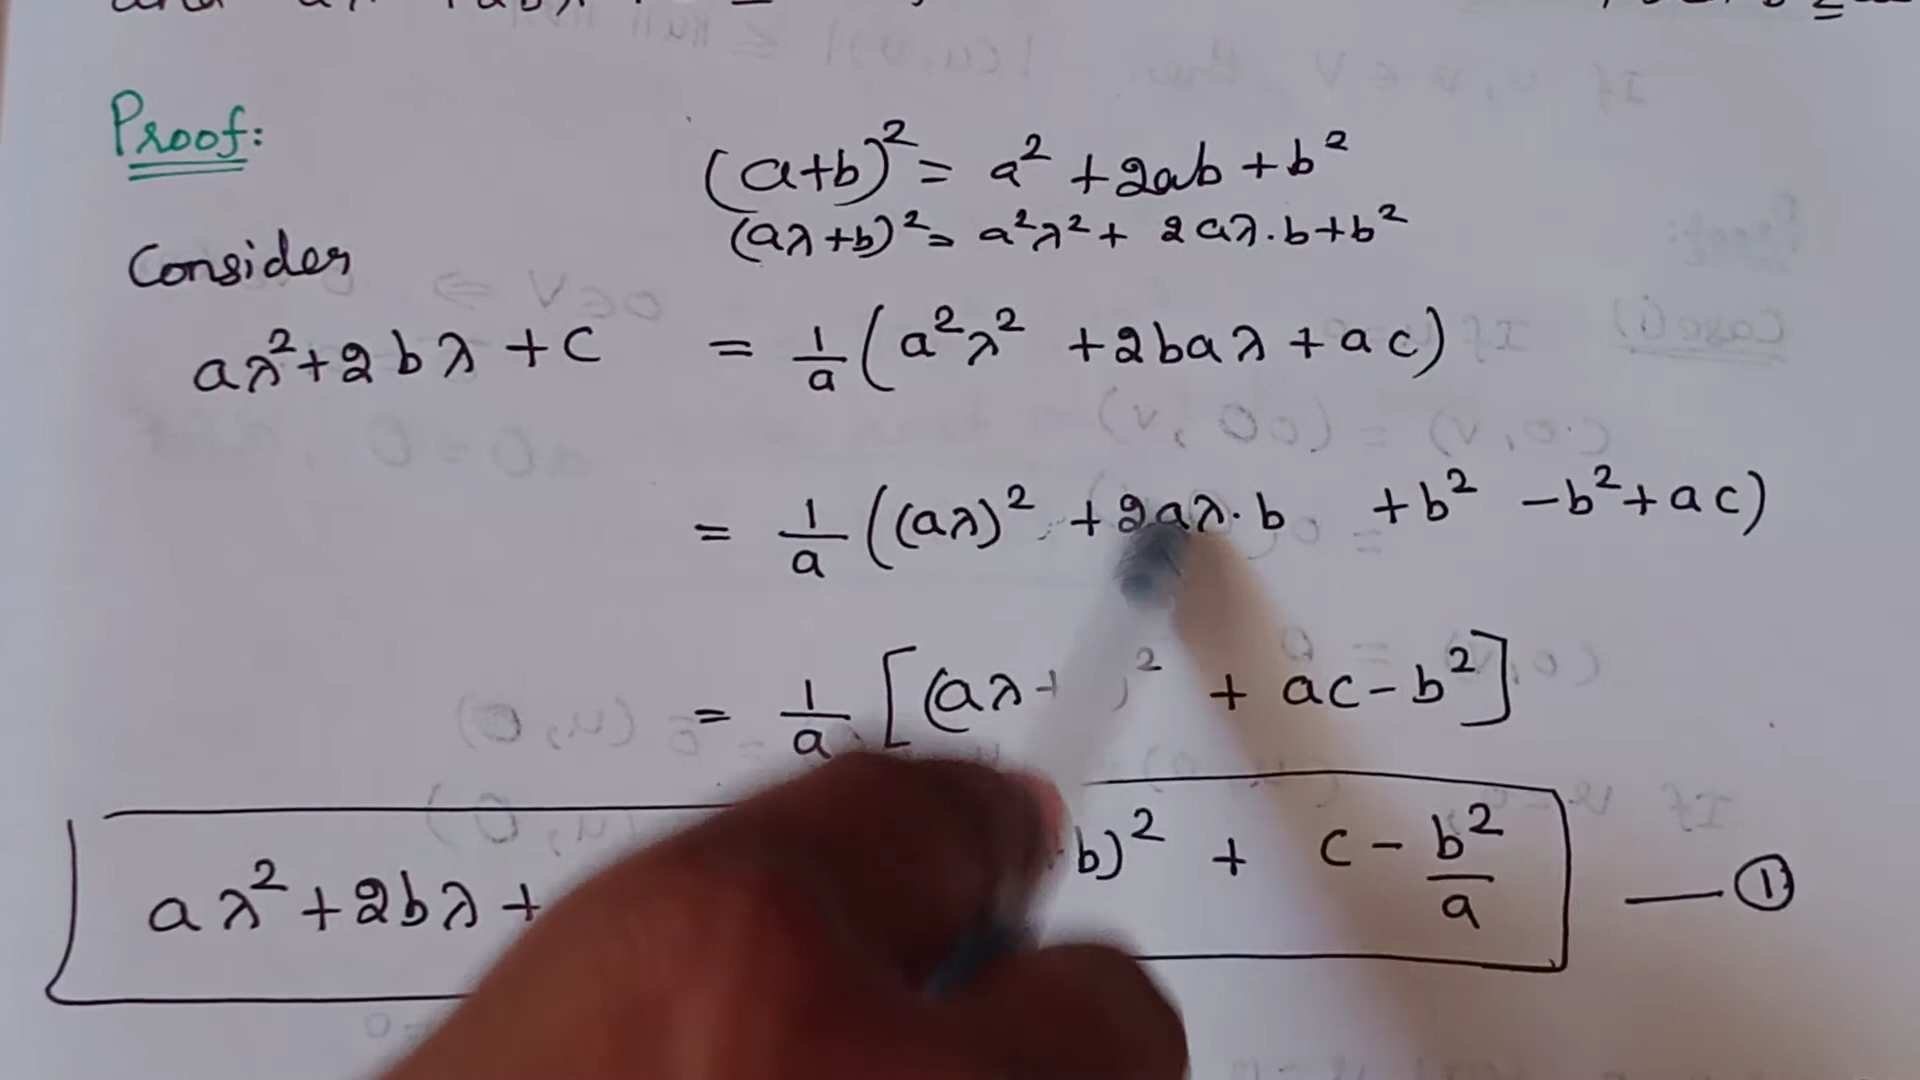 Proof:
(a+b)² = a² + 2ab + b²
(aλ+b)² = a²λ² + 2aλ.b + b²
Consider
aλ² + 2bλ + c = 1/a (a²λ² + 2baλ + ac)
= 1/a ((aλ)² + 2aλ.b + b² - b² + ac)
= 1/a [(aλ+ )² + ac - b²]
aλ² + 2bλ + b)² + c - b²/a — ①